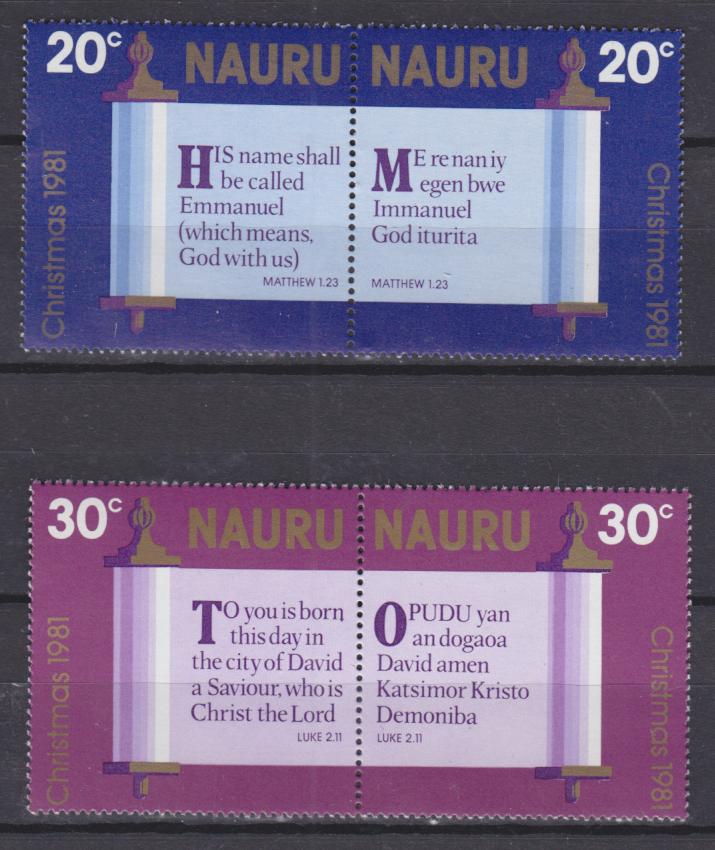 20c
NAURU
Christmas 1981
HIS name shall
be called
Emmanuel
(which means,
God with us)
MATTHEW 1.23
NAURU
20c
ME re nan iy
egen bwe
Immanuel
God iturita
MATTHEW 1.23
Christmas 1981
30c
NAURU
Christmas 1981
TO you is born
this day in
the city of David
a Saviour, who is
Christ the Lord
LUKE 2.11
NAURU
30c
OPUDU yan
an dogaoa
David amen
Katsimor Kristo
Demoniba
LUKE 2.11
Christmas 1981